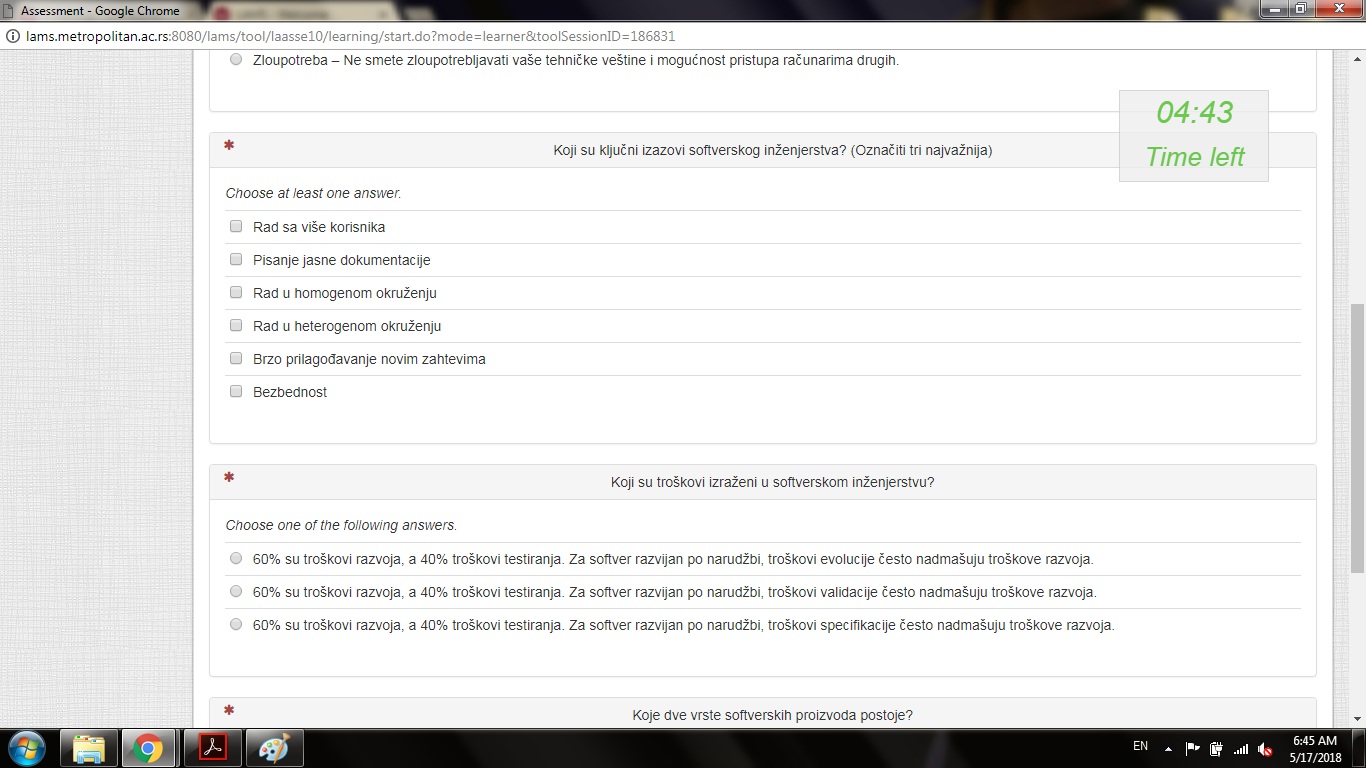 Assessment - Google Chrome
lams.metropolitan.ac.rs:8080/lams/tool/laasse10/learning/start.do?mode=learner&toolSessionID=186831
Zloupotreba – Ne smete zloupotrebljavati vaše tehničke veštine i mogućnost pristupa računarima drugih.
04:43
Time left
* Koji su ključni izazovi softverskog inženjerstva? (Označiti tri najvažnija)
Choose at least one answer.
Rad sa više korisnika
Pisanje jasne dokumentacije
Rad u homogenom okruženju
Rad u heterogenom okruženju
Brzo prilagođavanje novim zahtevima
Bezbednost
* Koji su troškovi izraženi u softverskom inženjerstvu?
Choose one of the following answers.
60% su troškovi razvoja, a 40% troškovi testiranja. Za softver razvijan po narudžbi, troškovi evolucije često nadmašuju troškove razvoja.
60% su troškovi razvoja, a 40% troškovi testiranja. Za softver razvijan po narudžbi, troškovi validacije često nadmašuju troškove razvoja.
60% su troškovi razvoja, a 40% troškovi testiranja. Za softver razvijan po narudžbi, troškovi specifikacije često nadmašuju troškove razvoja.
* Koje dve vrste softverskih proizvoda postoje?
EN
6:45 AM
5/17/2018